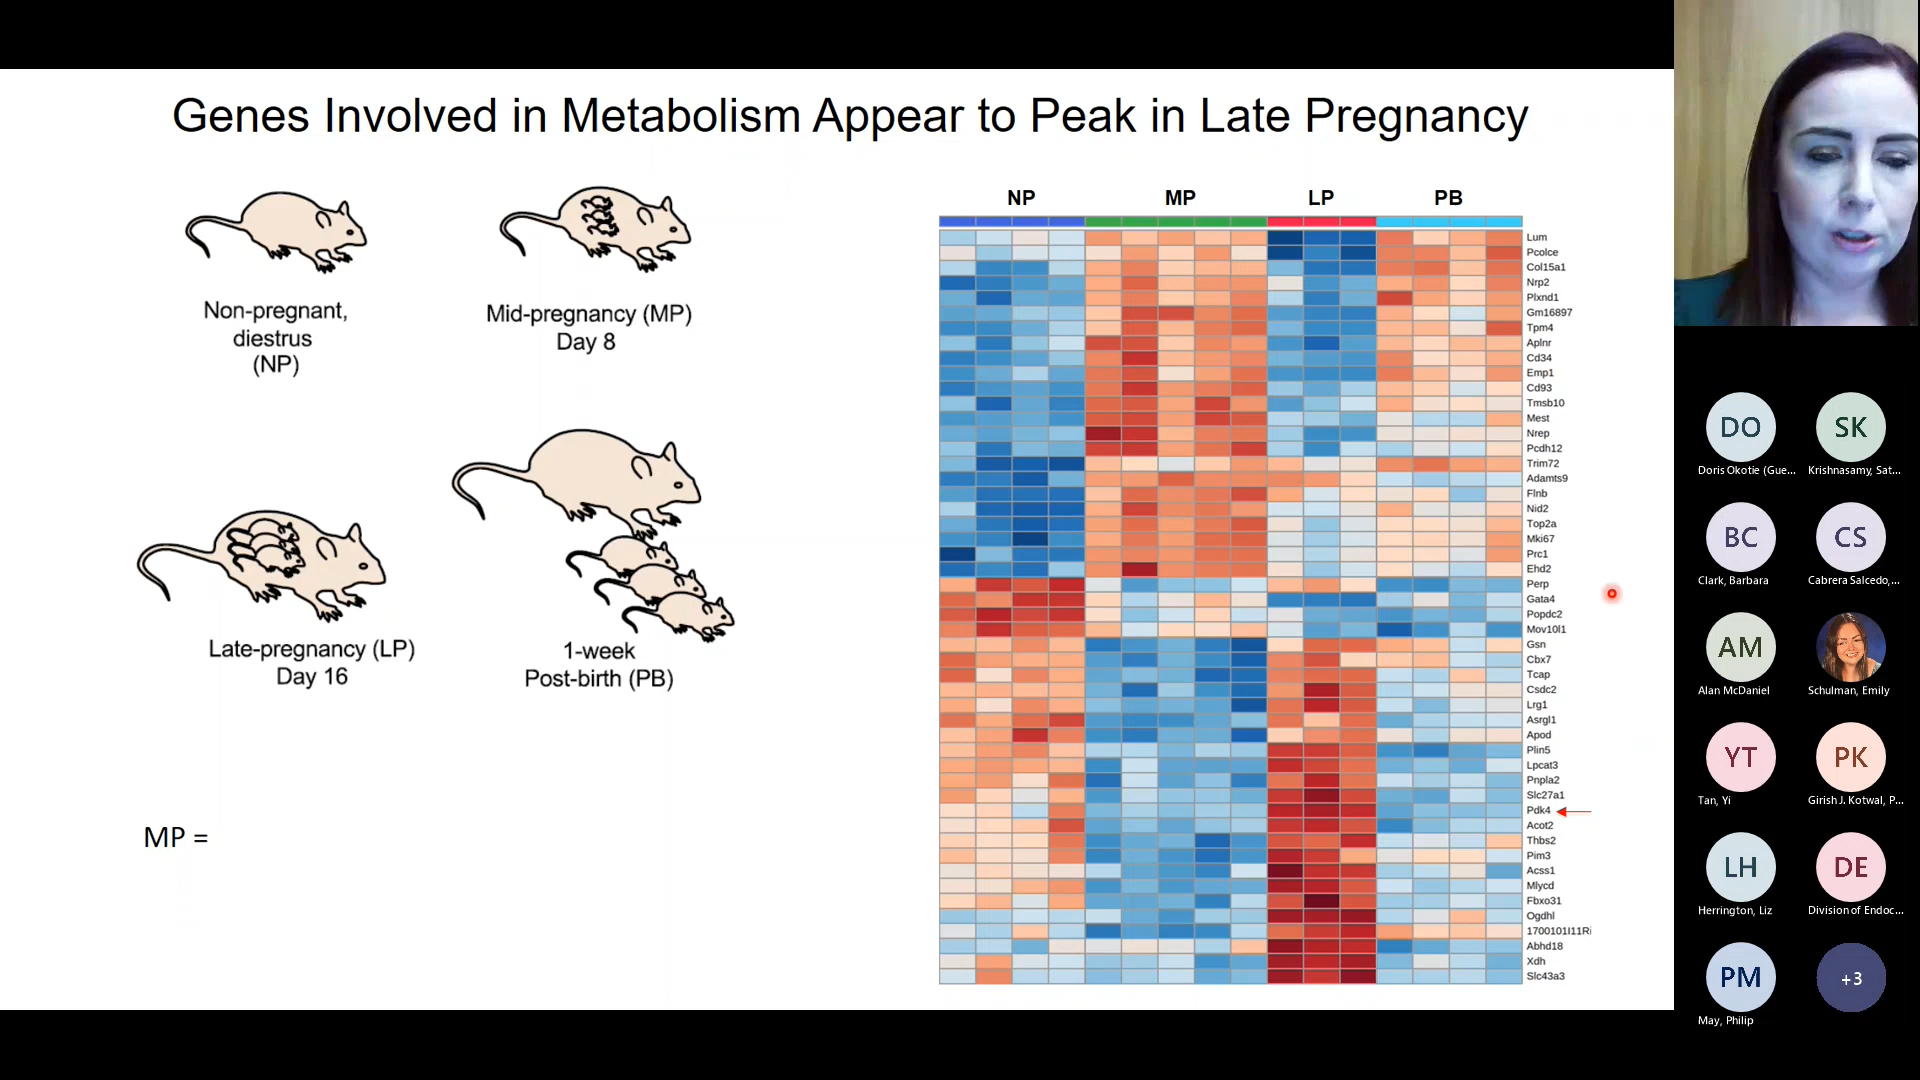 Genes Involved in Metabolism Appear to Peak in Late Pregnancy
Non-pregnant,
diestrus
(NP)
Mid-pregnancy (MP)
Day 8
Late-pregnancy (LP)
Day 16
1-week
Post-birth (PB)
MP =
NP MP LP PB
Lum
Pcolce
Col15a1
Nrp2
Plxnd1
Gm16897
Tpm4
Aplnr
Cd34
Emp1
Cd93
Tmsb10
Mest
Nrep
Pcdh12
Trim72
Adamts9
Flnb
Nid2
Top2a
Mki67
Prc1
Ehd2
Perp
Gata4
Popdc2
Mov10l1
Gsn
Cbx7
Tcap
Csdc2
Lrg1
Asrgl1
Apod
Plin5
Lpcat3
Pnpla2
Slc27a1
Pdk4
Acot2
Thbs2
Pim3
Acss1
Mlycd
Fbxo31
Ogdhl
1700101I11Ri
Abhd18
Xdh
Slc43a3
DO SK
Doris Okotie (Gue... Krishnasamy, Sat...
BC CS
Clark, Barbara Cabrera Salcedo,...
AM
Alan McDaniel Schulman, Emily
YT PK
Tan, Yi Girish J. Kotwal, P...
LH DE
Herrington, Liz Division of Endoc...
PM +3
May, Philip